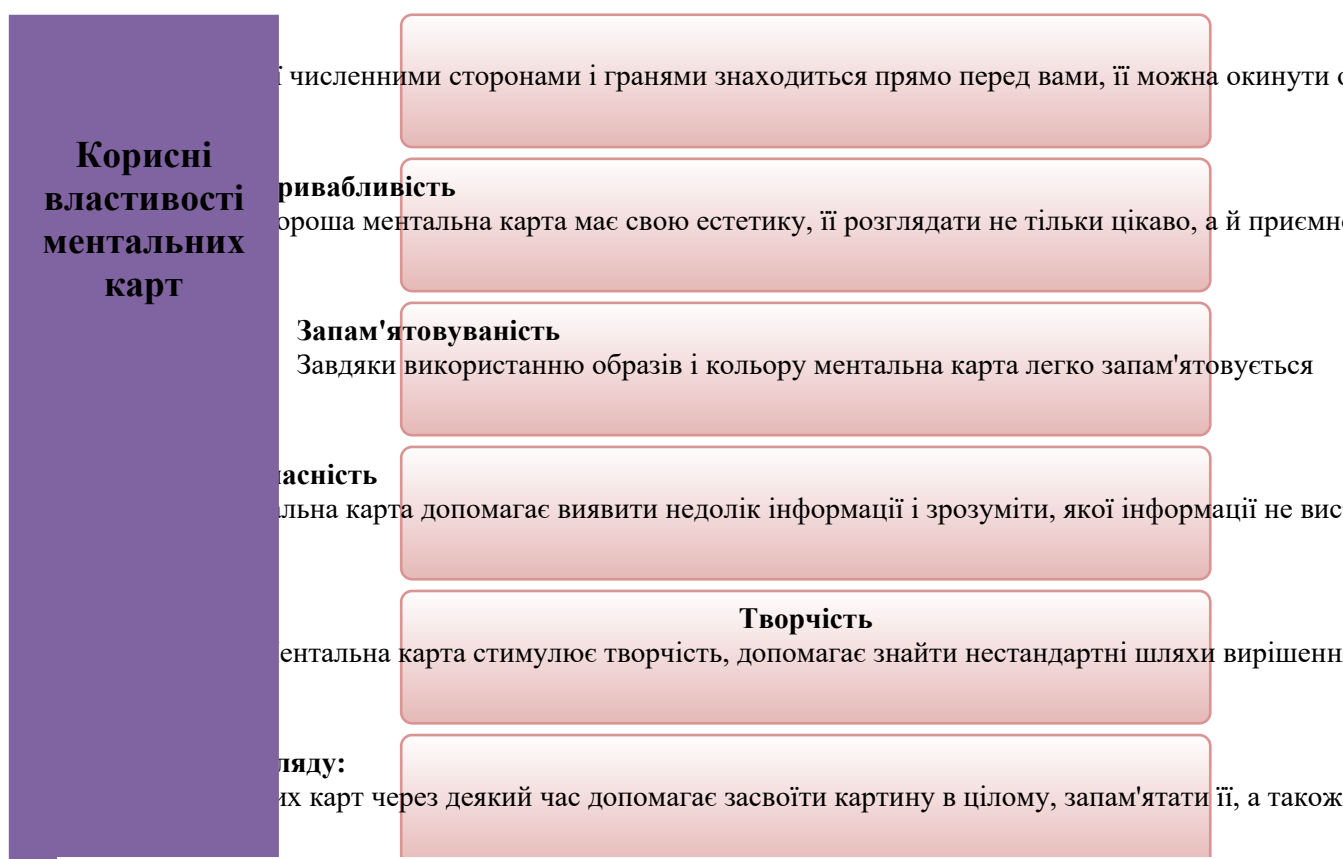 Корисні
властивості
ментальних
карт
ї численними сторонами і гранями знаходиться прямо перед вами, її можна окинути
ривабливість
ороша ментальна карта має свою естетику, її розглядати не тільки цікаво, а й приємн
Запам'ятовуваність
Завдяки використанню образів і кольору ментальна карта легко запам'ятовується
асність
альна карта допомагає виявити недолік інформації і зрозуміти, якої інформації не вис
Творчість
ентальна карта стимулює творчість, допомагає знайти нестандартні шляхи вирішенн
ляду:
их карт через деякий час допомагає засвоїти картину в цілому, запам'ятати її, а також